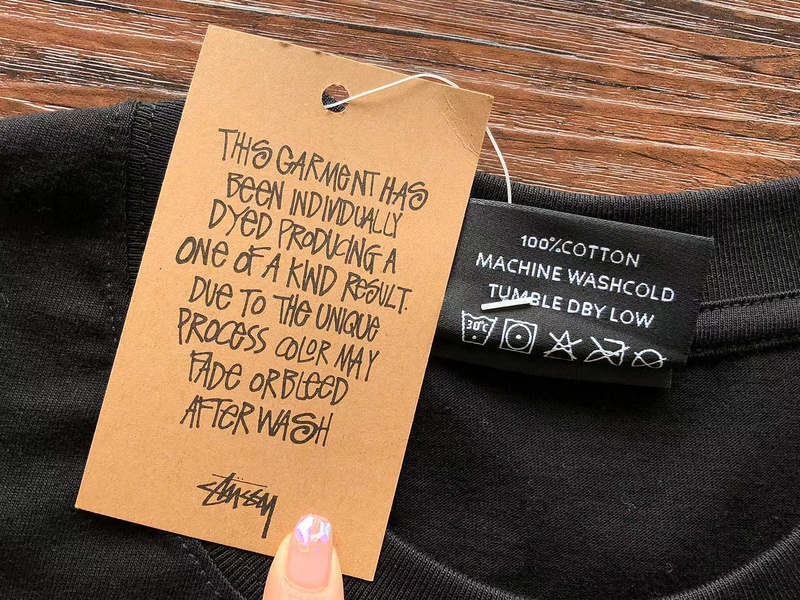 THIS GARMENT HAS
BEEN INDIVIDUALLY
DYED PRODUCING A
ONE OF A KIND RESULT.
DUE TO THE UNIQUE
PROCESS COLOR MAY
FADE OR BLEED
AFTER WASH
Stüssy
100%COTTON
MACHINE WASHCOLD
TUMBLE DBY LOW
30°C